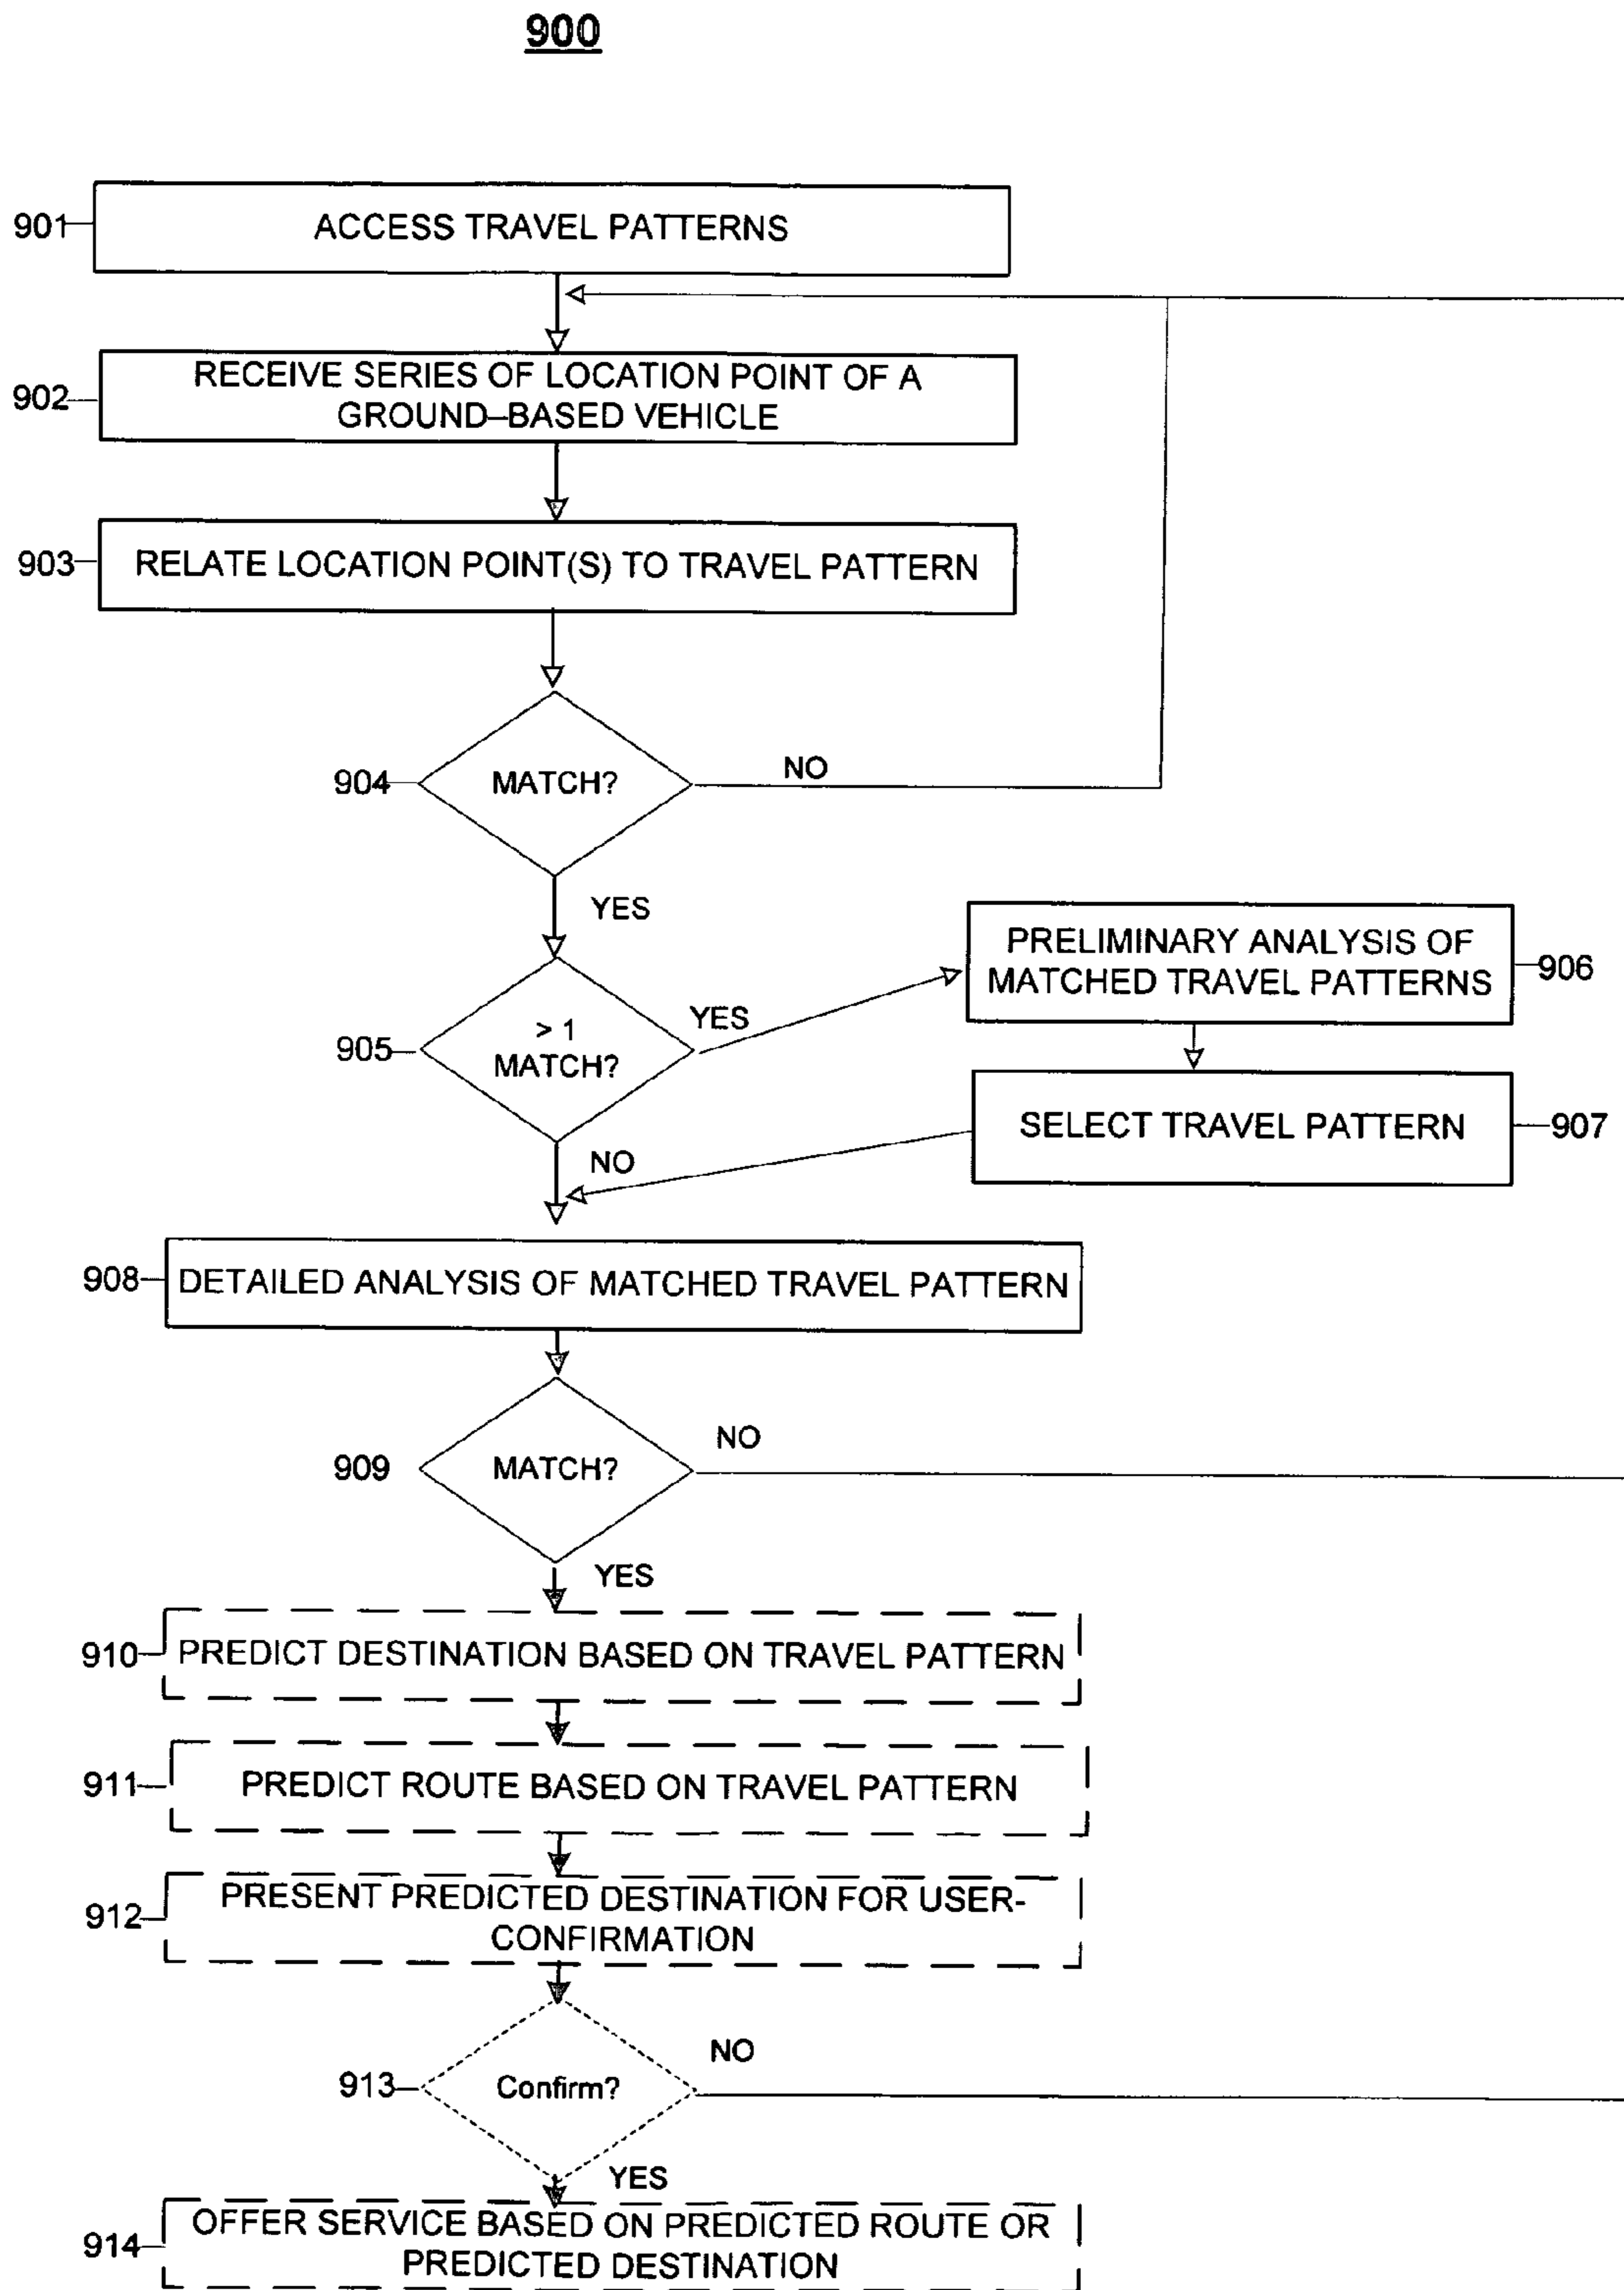 900
901
ACCESS TRAVEL PATTERNS
902
RECEIVE SERIES OF LOCATION POINT OF A
GROUND–BASED VEHICLE
903
RELATE LOCATION POINT(S) TO TRAVEL PATTERN
904
MATCH?
NO
YES
905
> 1
MATCH?
YES
PRELIMINARY ANALYSIS OF
MATCHED TRAVEL PATTERNS
906
SELECT TRAVEL PATTERN
907
NO
908
DETAILED ANALYSIS OF MATCHED TRAVEL PATTERN
909
MATCH?
NO
YES
910
PREDICT DESTINATION BASED ON TRAVEL PATTERN
911
PREDICT ROUTE BASED ON TRAVEL PATTERN
912
PRESENT PREDICTED DESTINATION FOR USER-
CONFIRMATION
913
Confirm?
NO
YES
914
OFFER SERVICE BASED ON PREDICTED ROUTE OR
PREDICTED DESTINATION